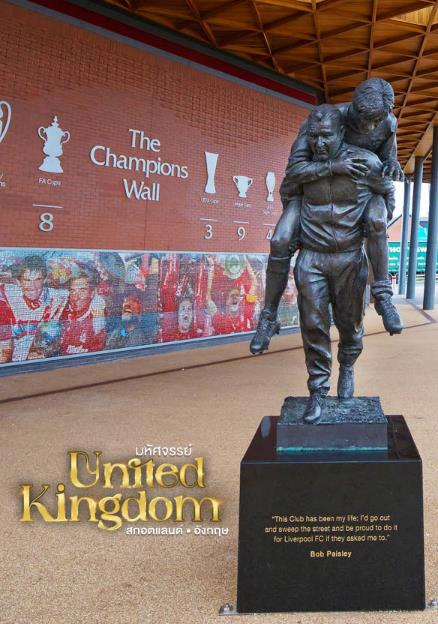 The
Champions
Wall
FA Cups
8
3
9
4
มหัศจรรย์
United
Kingdom
สกอตแลนด์ • อังกฤษ
"This Club has been my life; I'd go out
and sweep the street and be proud to do it
for Liverpool FC if they asked me to."
Bob Paisley